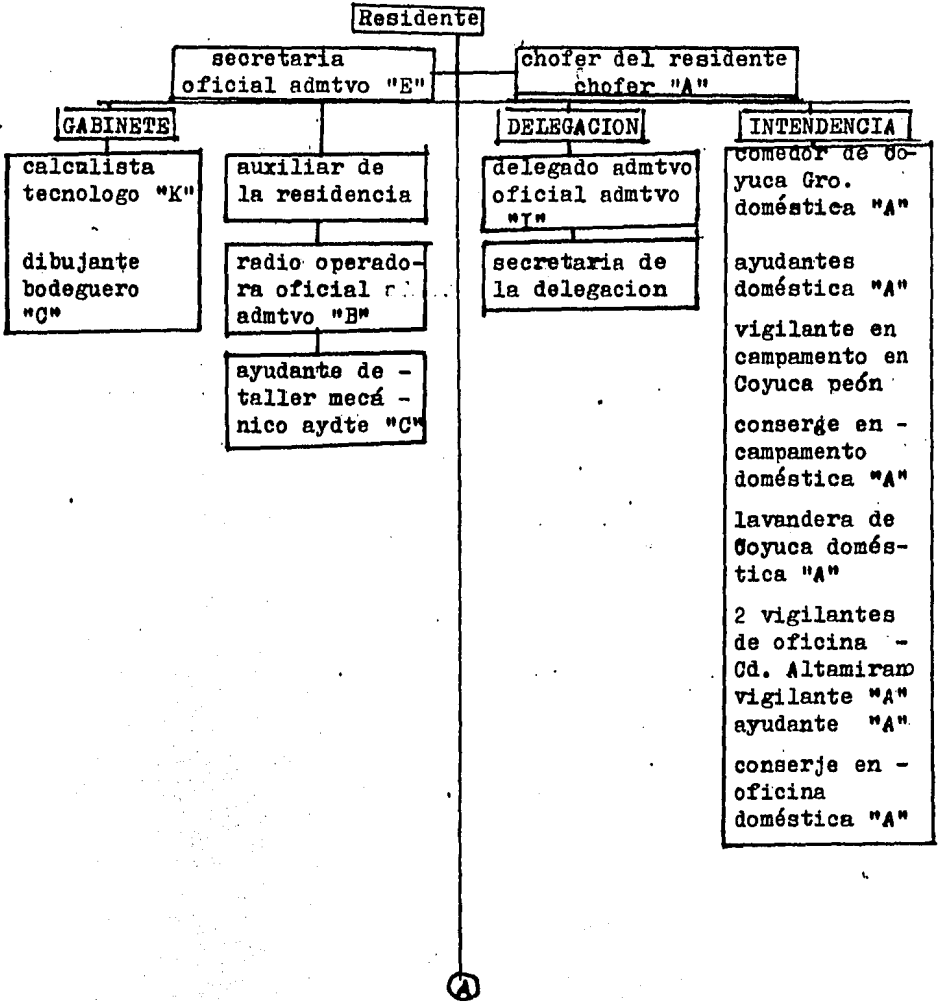 Residente
secretaria
oficial admtvo "E"
chofer del residente
chofer "A"
GABINETE
calculista
tecnologo "K"
dibujante
bodeguero
"C"
auxiliar de
la residencia
radio operado-
ra oficial
admtvo "B"
ayudante de -
taller mecá -
nico aydte "C"
DELEGACION
delegado admtvo
oficial admtvo
"I"
secretaria de
la delegacion
INTENDENCIA
comedor de Co-
yuca Gro.
doméstica "A"
ayudantes
doméstica "A"
vigilante en
campamento en
Coyuca peón
conserge en -
campamento
doméstica "A"
lavandera de
Coyuca domés-
tica "A"
2 vigilantes
de oficina -
Cd. Altamirano
vigilante "A"
ayudante "A"
conserje en -
oficina
doméstica "A"
A